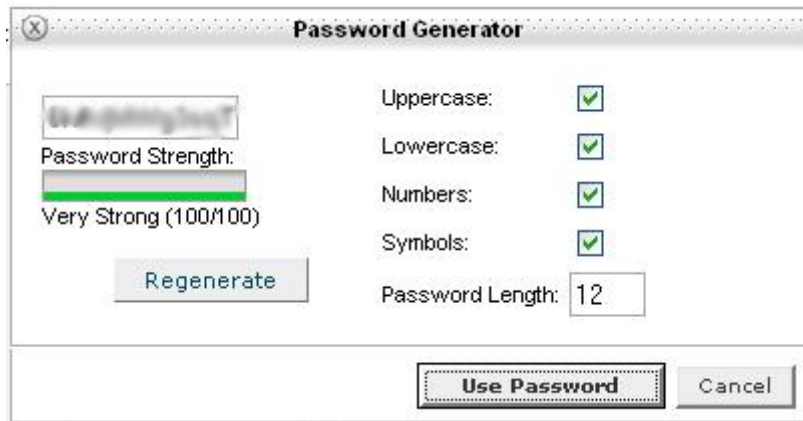 Password Generator
Uppercase:
Lowercase:
Password Strength:
Very Strong (100/100)
Numbers:
Symbols:
Regenerate
Password Length: 12
Use Password Cancel